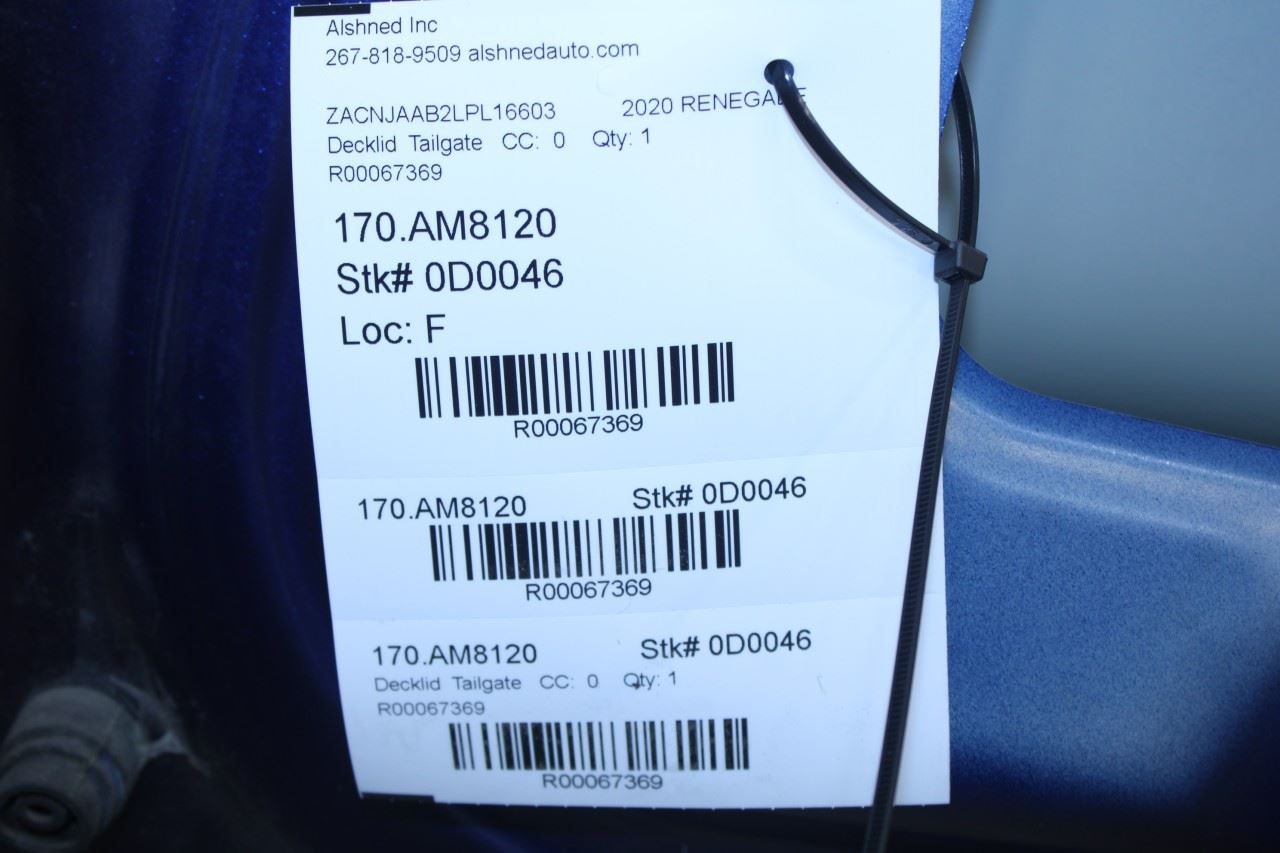 Alshned Inc
267-818-9509 alshnedauto.com
ZACNJAAB2LPL16603 2020 RENEGADE
Decklid Tailgate CC: 0 Qty: 1
R00067369
170.AM8120
Stk# 0D0046
Loc: F
R00067369
170.AM8120 Stk# 0D0046
R00067369
170.AM8120 Stk# 0D0046
Decklid Tailgate CC: 0 Qty: 1
R00067369
R00067369